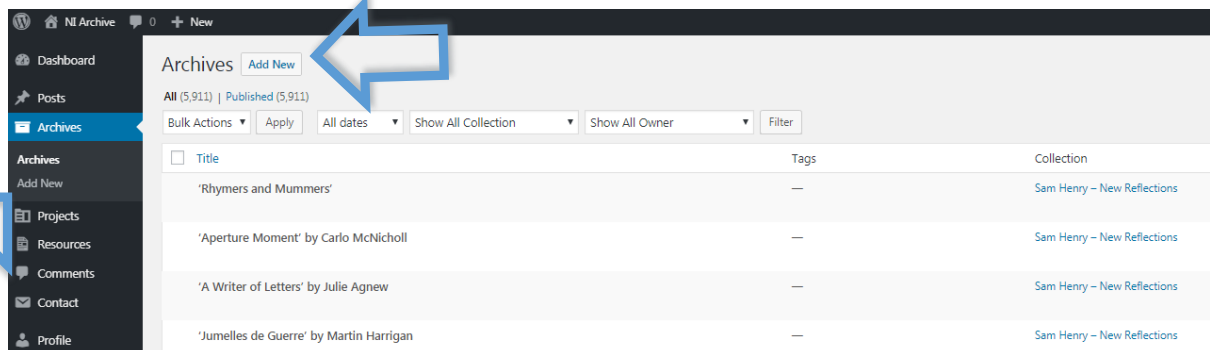 NI Archive 0 + New
Dashboard
Posts
Archives
Archives
Add New
Projects
Resources
Comments
Contact
Profile
Archives Add New
All (5,911) | Published (5,911)
Bulk Actions Apply All dates Show All Collection Show All Owner Filter
Title Tags Collection
‘Rhymers and Mummers’ — Sam Henry – New Reflections
‘Aperture Moment’ by Carlo McNicholl — Sam Henry – New Reflections
‘A Writer of Letters’ by Julie Agnew — Sam Henry – New Reflections
‘Jumelles de Guerre’ by Martin Harrigan — Sam Henry – New Reflections